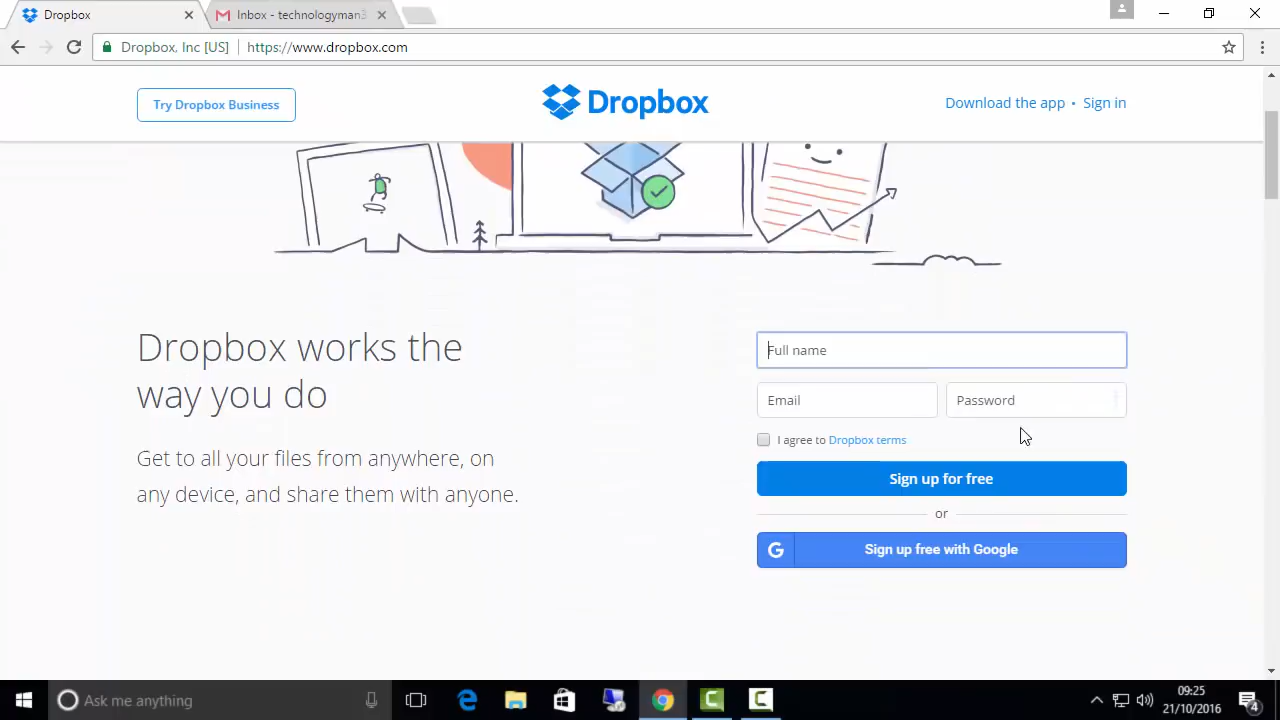 Dropbox
Inbox - technologyman3
Dropbox, Inc [US]
https://www.dropbox.com
Try Dropbox Business
Dropbox
Download the app • Sign in
Dropbox works the
way you do
Get to all your files from anywhere, on
any device, and share them with anyone.
Full name
Email
Password
I agree to Dropbox terms
Sign up for free
or
G
Sign up free with Google
Ask me anything
09:25
21/10/2016
4